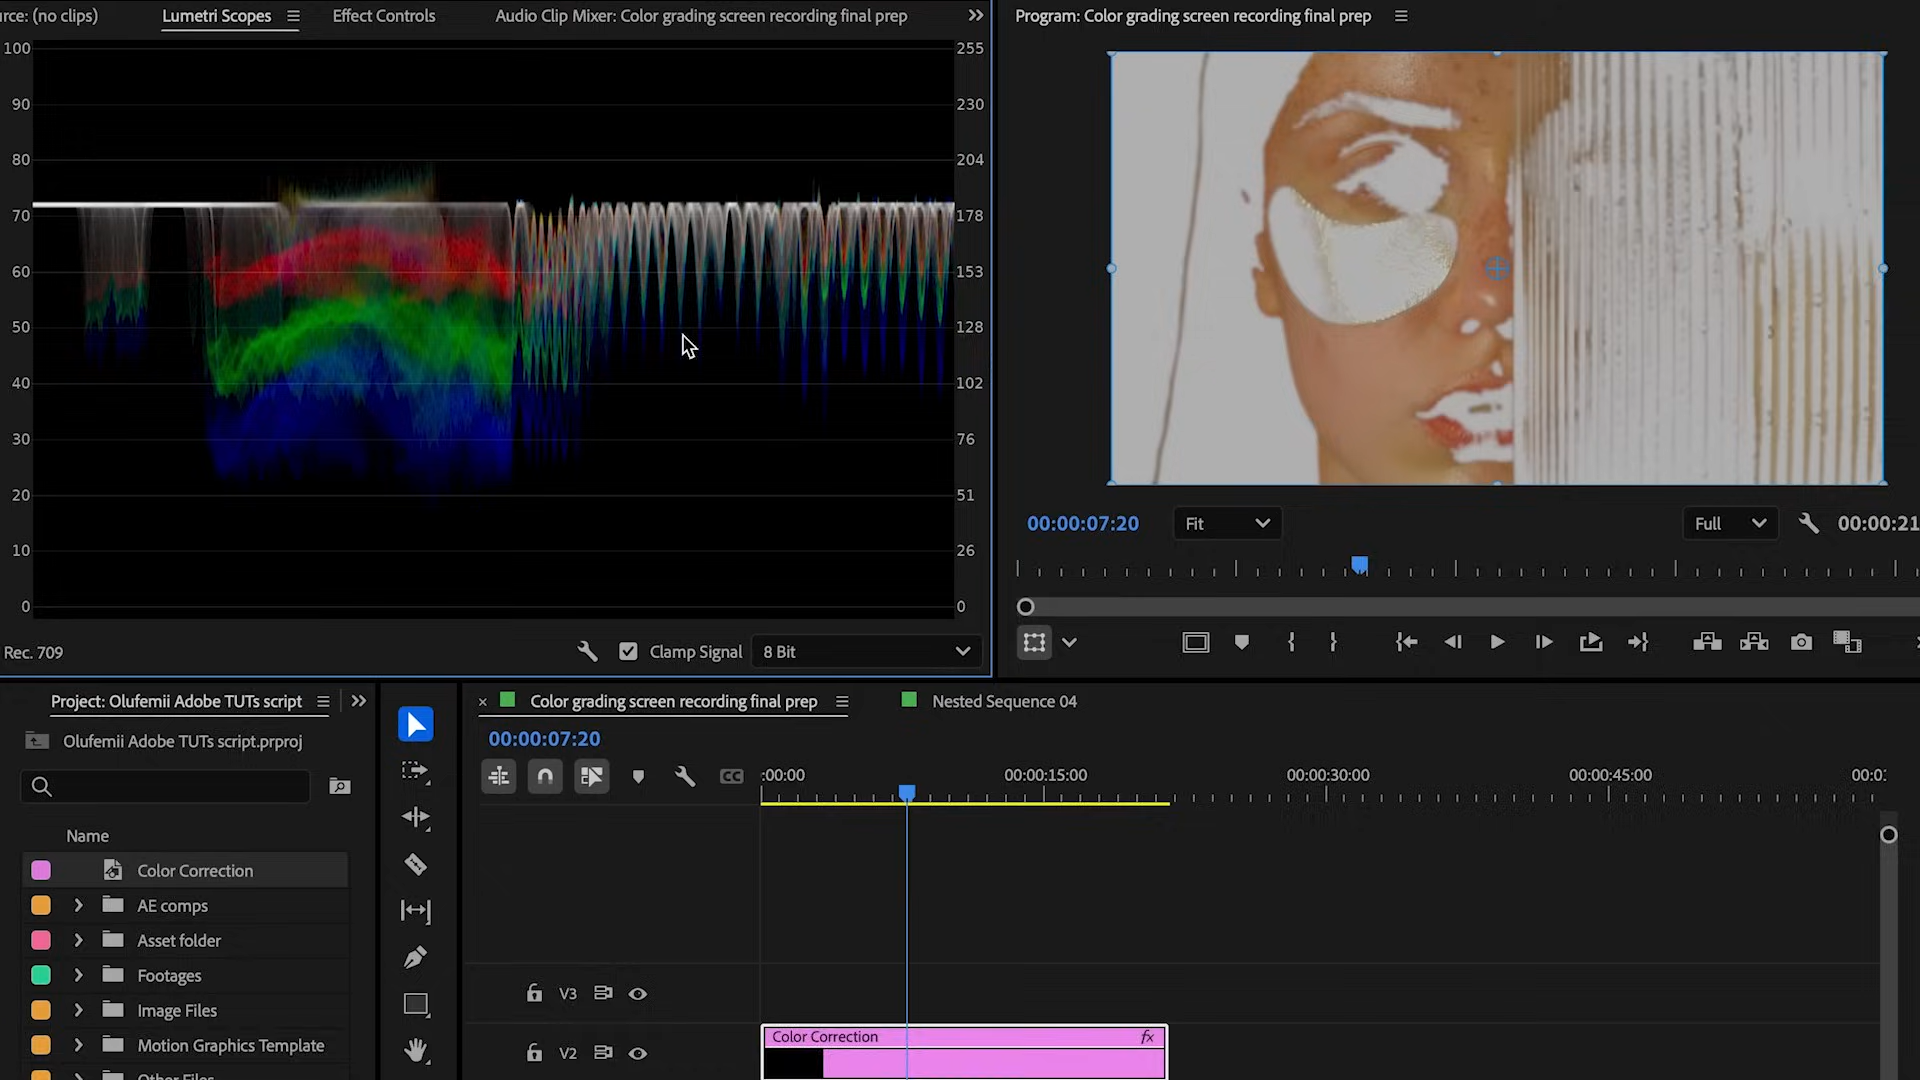 urce: (no clips)
Lumetri Scopes
Effect Controls
Audio Clip Mixer: Color grading screen recording final prep
Program: Color grading screen recording final prep
100 255
90 230
80 204
70 178
60 153
50 128
40 102
30 76
20 51
10 26
0 0
00:00:07:20
Fit
Full
00:00:21
Rec. 709
Clamp Signal
8 Bit
Project: Olufemii Adobe TUTs script
Color grading screen recording final prep
Nested Sequence 04
Olufemii Adobe TUTs script.prproj
00:00:07:20
CC
:00:00
00:00:15:00
00:00:30:00
00:00:45:00
00:0
Name
Color Correction
AE comps
Asset folder
Footages
Image Files
Motion Graphics Template
Other Files
V3
V2
Color Correction
fx